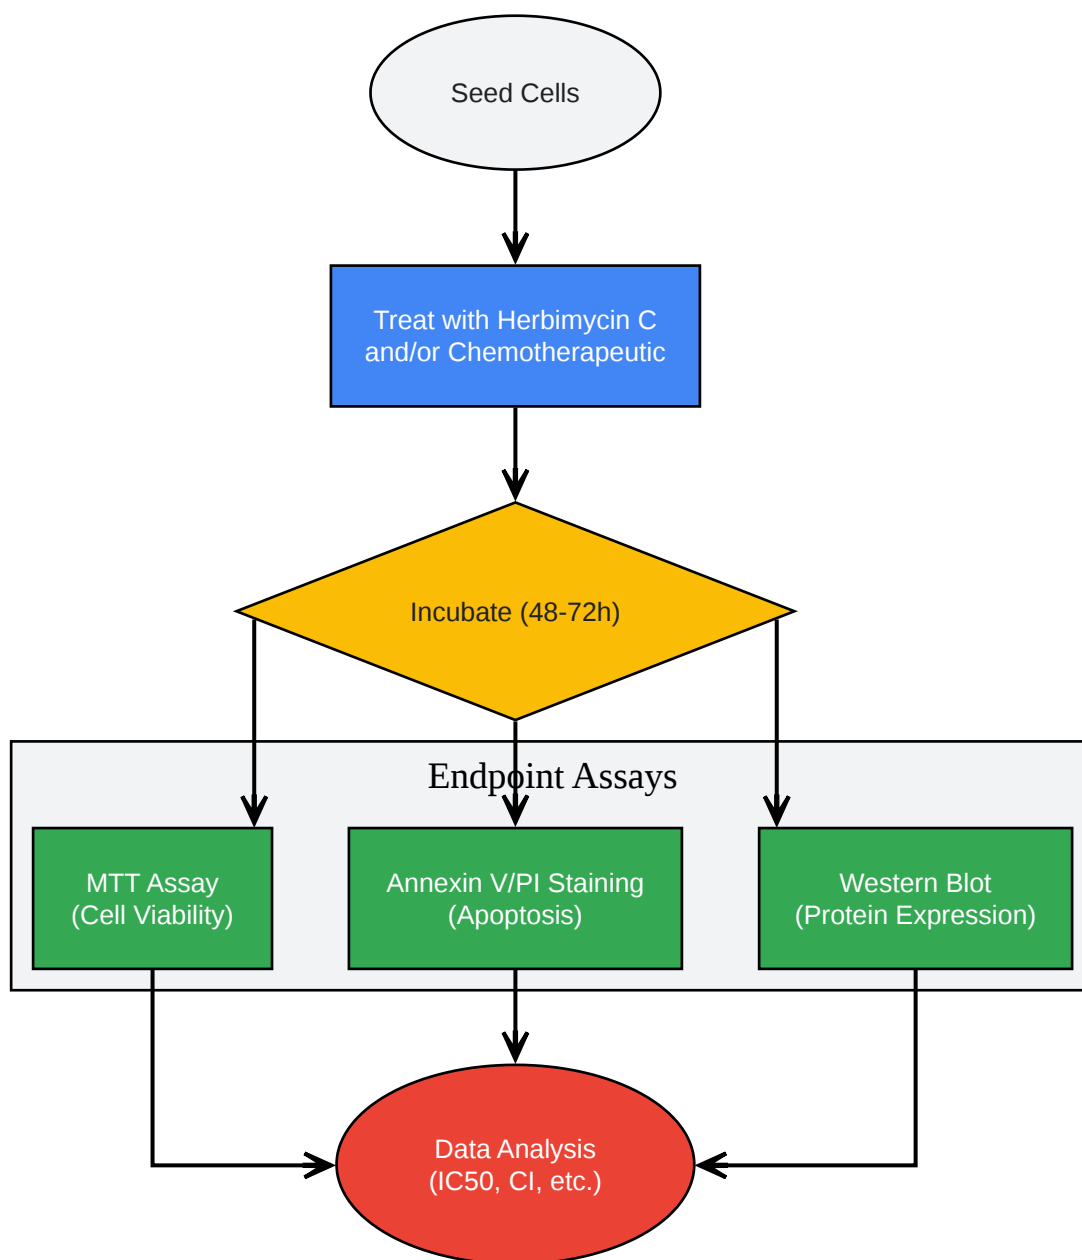 Seed Cells
Treat with Herbimycin C
and/or Chemotherapeutic
Incubate (48-72h)
Endpoint Assays
MTT Assay
(Cell Viability)
Annexin V/PI Staining
(Apoptosis)
Western Blot
(Protein Expression)
Data Analysis
(IC50, CI, etc.)